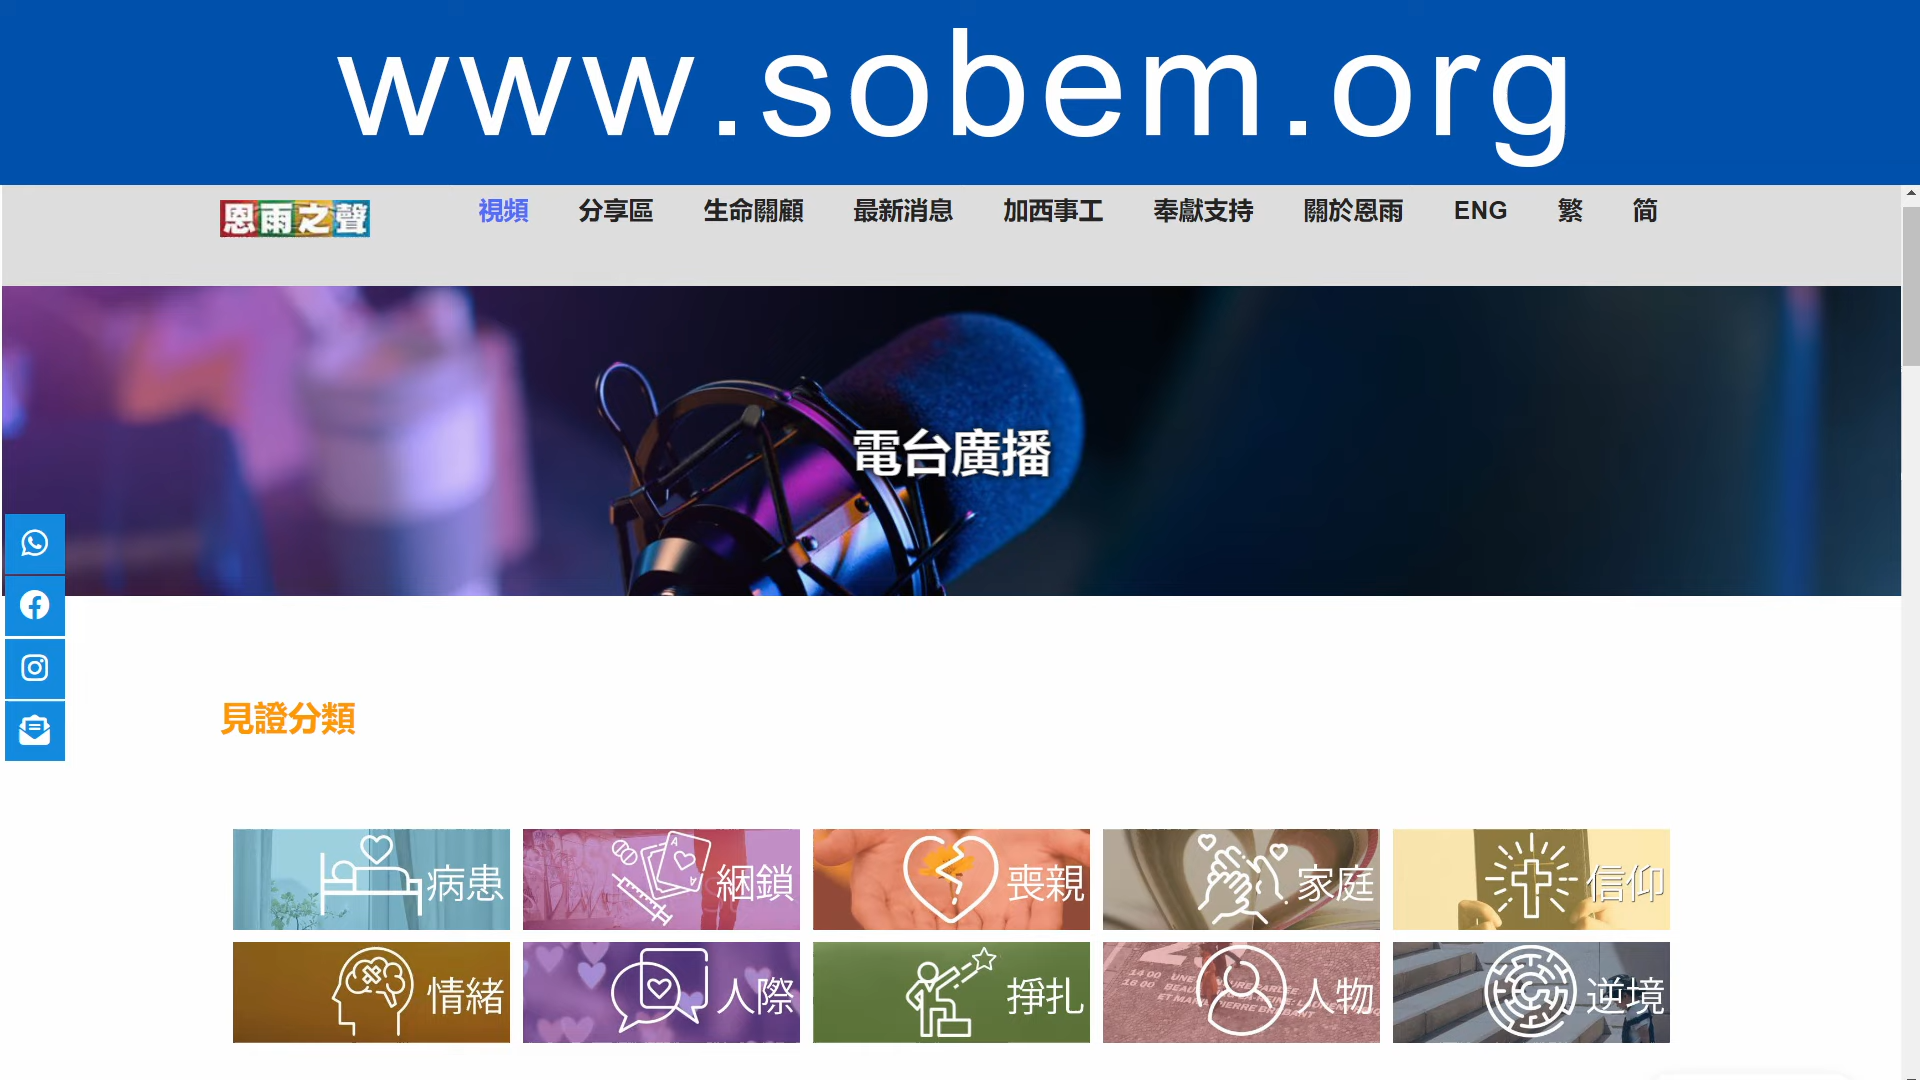 www.sobem.org
恩雨之聲 視頻 分享區 生命關顧 最新消息 加西事工 奉獻支持 關於恩雨 ENG 繁 简
電台廣播
見證分類
病患 綑鎖 喪親 家庭 信仰
情緒 人際 掙扎 人物 逆境